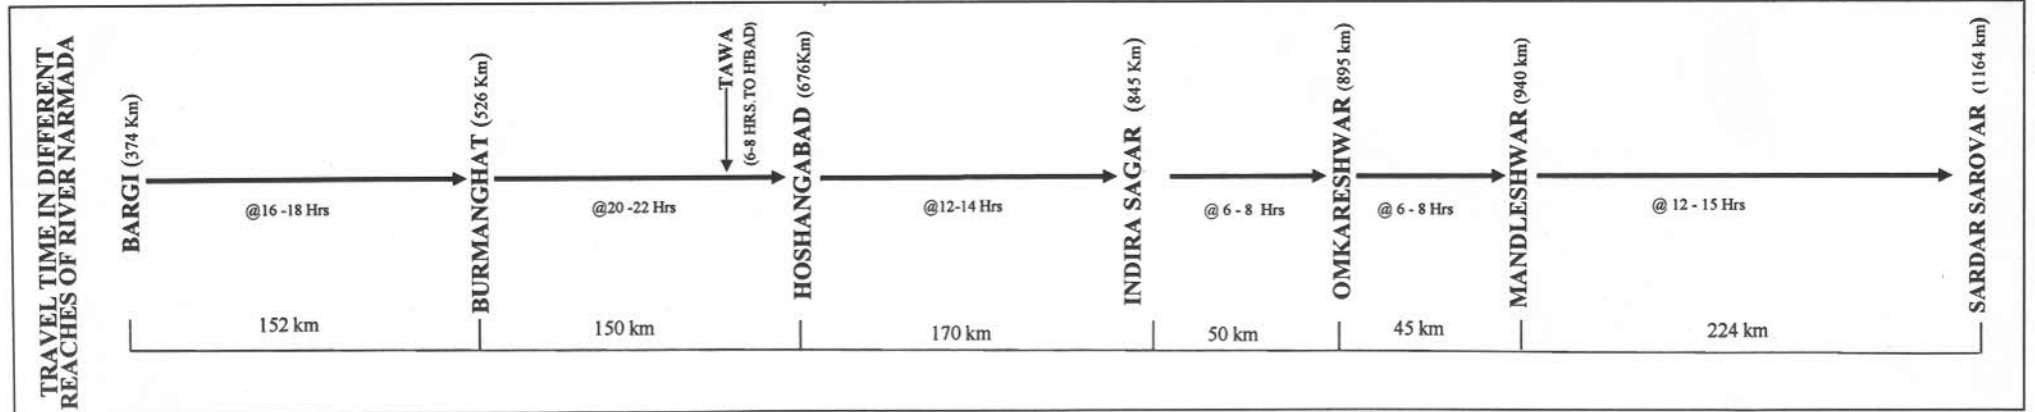 TRAVEL TIME IN DIFFERENT
REACHES OF RIVER NARMADA
BARGI (374 Km)
@16 -18 Hrs
BURMANGHAT (526 Km)
@20 -22 Hrs
TAWA
(6-8 HRS.TO H'BAD)
HOSHANGABAD (676Km)
@12-14 Hrs
INDIRA SAGAR (845 Km)
@ 6 - 8 Hrs
OMKARESHWAR (895 km)
@ 6 - 8 Hrs
MANDLESHWAR (940 km)
@ 12 - 15 Hrs
SARDAR SAROVAR (1164 km)
152 km
150 km
170 km
50 km
45 km
224 km